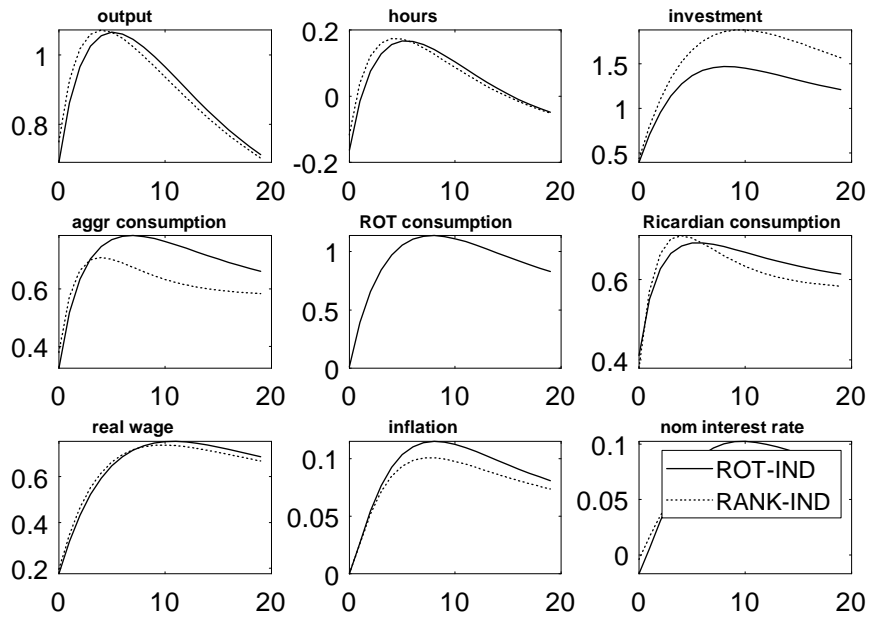 output
hours
investment
1
0.8
0 10 20
0.2
0
-0.2
0 10 20
1.5
1
0.5
0 10 20
aggr consumption
ROT consumption
Ricardian consumption
0.6
0.4
0 10 20
1
0.5
0
0 10 20
0.6
0.4
0 10 20
real wage
inflation
nom interest rate
0.6
0.4
0.2
0 10 20
0.1
0.05
0
0 10 20
0.1
0.05
0
0 10 20
ROT-IND
RANK-IND